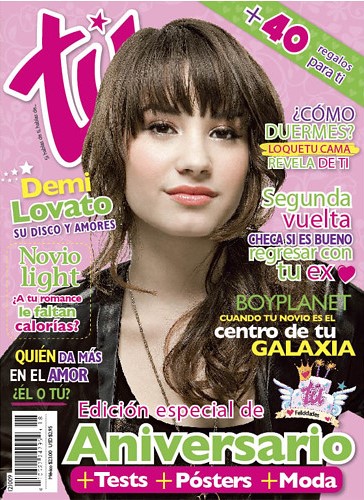 tú
+ 40
regalos
para ti
¿CÓMO
DUERMES?
LO QUE TU CAMA
REVELA DE TI
Demi
Lovato
SU DISCO Y AMORES
Segunda
vuelta
CHECA SI ES BUENO
regresar con
tu ex
Novio
light
¿A tu romance
le faltan
calorías?
BOYPLANET
CUANDO TU NOVIO ES EL
centro de tu
GALAXIA
QUIÉN DA MÁS
EN EL AMOR
¿ÉL O TÚ?
tú
Felicidades
Edición especial de
Aniversario
+Tests +Pósters +Moda